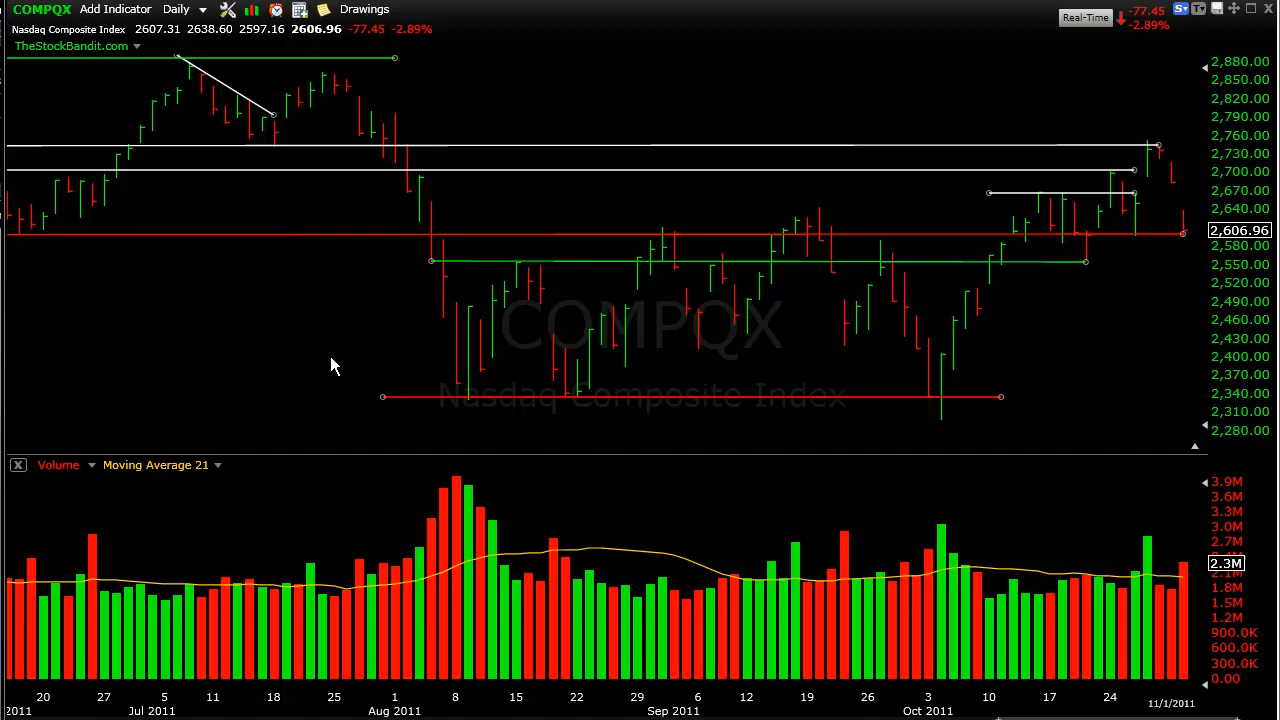 COMPQX Add Indicator Daily Drawings
Nasdaq Composite Index 2607.31 2638.60 2597.16 2606.96 -77.45 -2.89%
TheStockBandit.com
Real-Time -77.45
-2.89%
S Tv
2,880.00
2,850.00
2,820.00
2,790.00
2,760.00
2,730.00
2,700.00
2,670.00
2,640.00
2,606.96
2,580.00
2,550.00
2,520.00
2,490.00
2,460.00
2,430.00
2,400.00
2,370.00
2,340.00
2,310.00
2,280.00
COMPQX
Nasdaq Composite Index
X Volume Moving Average 21
3.9M
3.6M
3.3M
3.0M
2.7M
2.3M
1.8M
1.5M
1.2M
900.0K
600.0K
300.0K
0.00
20 27 5 11 18 25 1 8 15 22 29 6 12 19 26 3 10 17 24 11/1/2011
2011 Jul 2011 Aug 2011 Sep 2011 Oct 2011